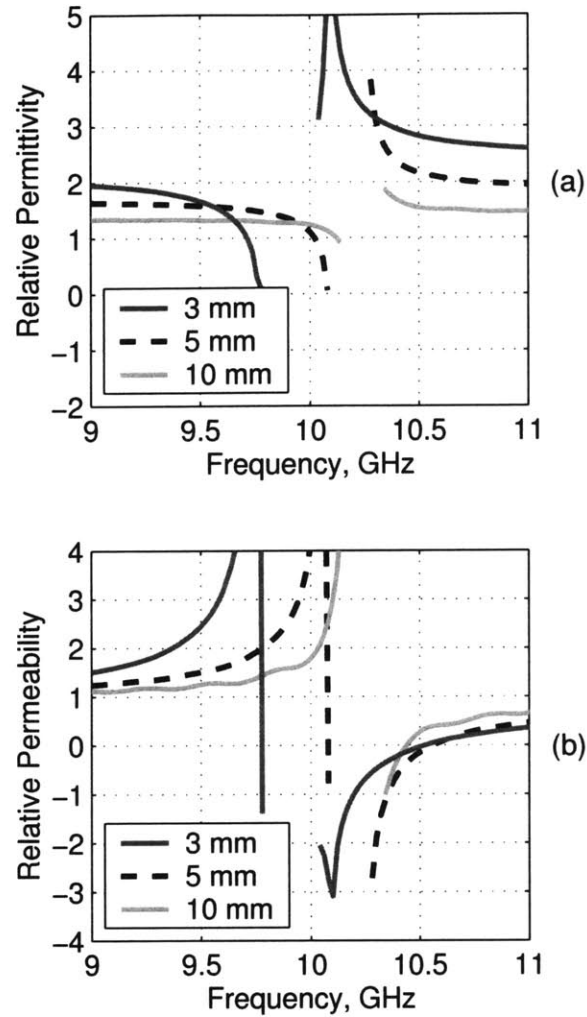 5
4
3
2
1
0
−1
−2
Relative Permittivity
3 mm
5 mm
10 mm
9 9.5 10 10.5 11
Frequency, GHz
(a)
4
3
2
1
0
−1
−2
−3
−4
Relative Permeability
3 mm
5 mm
10 mm
9 9.5 10 10.5 11
Frequency, GHz
(b)